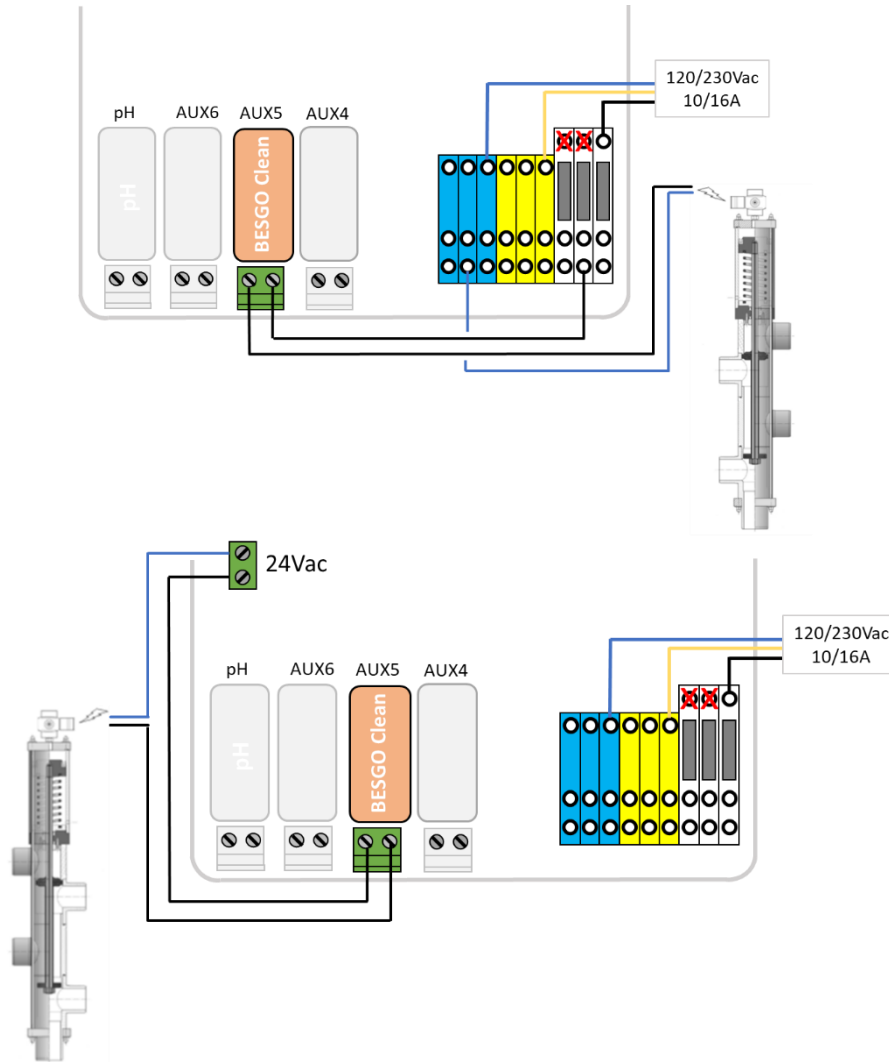 120/230Vac
10/16A
pH AUX6 AUX5 AUX4
pH
BESGO Clean
24Vac
120/230Vac
10/16A
pH AUX6 AUX5 AUX4
pH
BESGO Clean